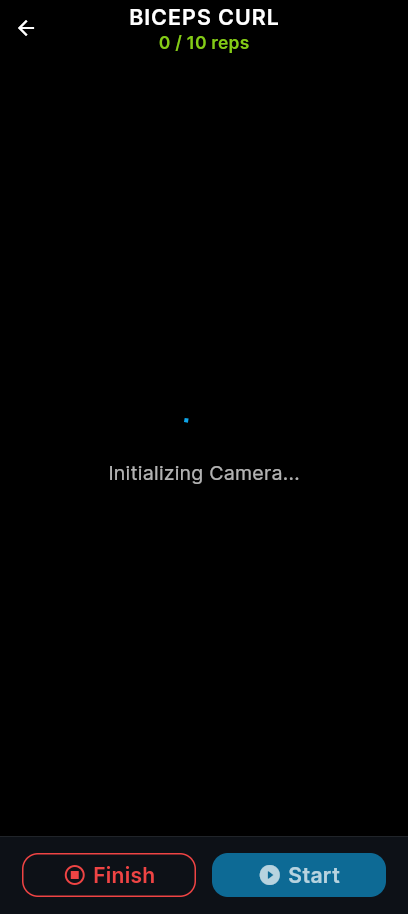 BICEPS CURL
0 / 10 reps
Initializing Camera...
Finish
Start